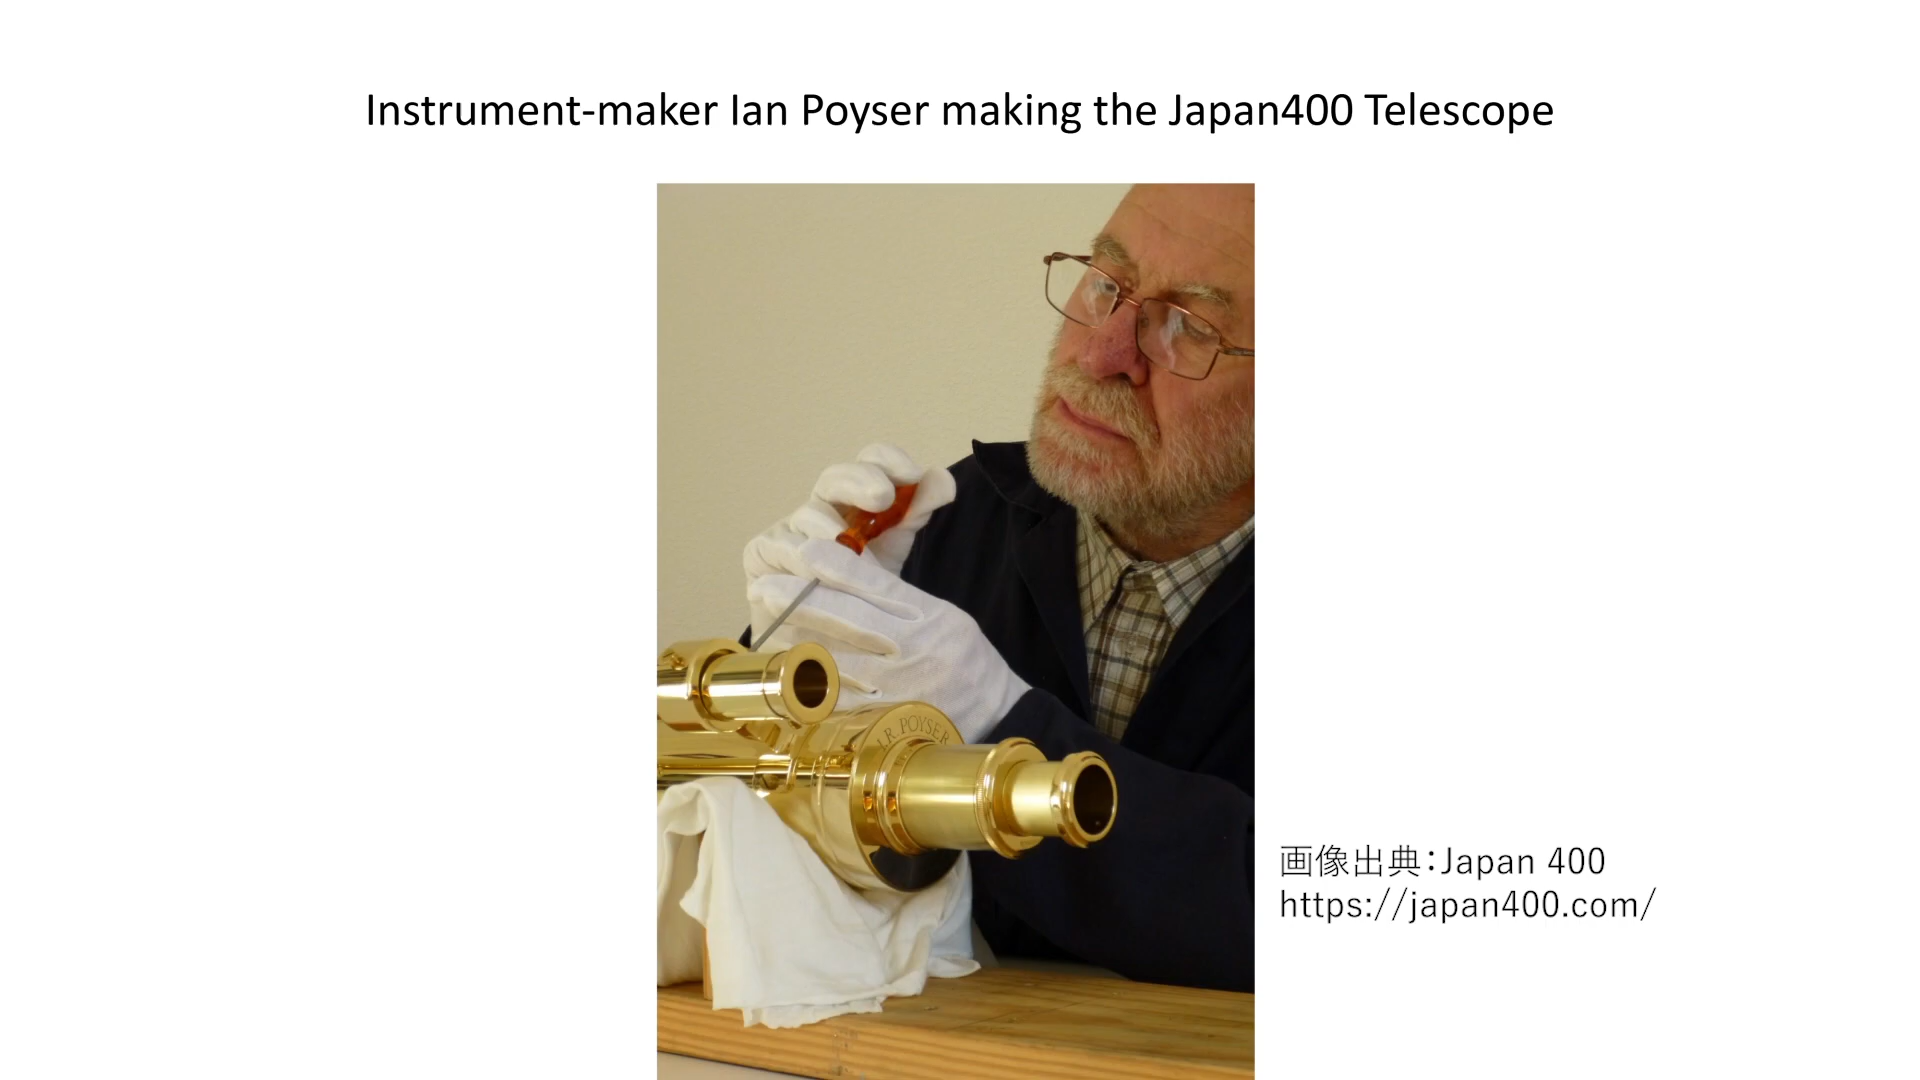 Instrument-maker Ian Poyser making the Japan400 Telescope
I.R. POYSER
画像出典：Japan 400
https://japan400.com/